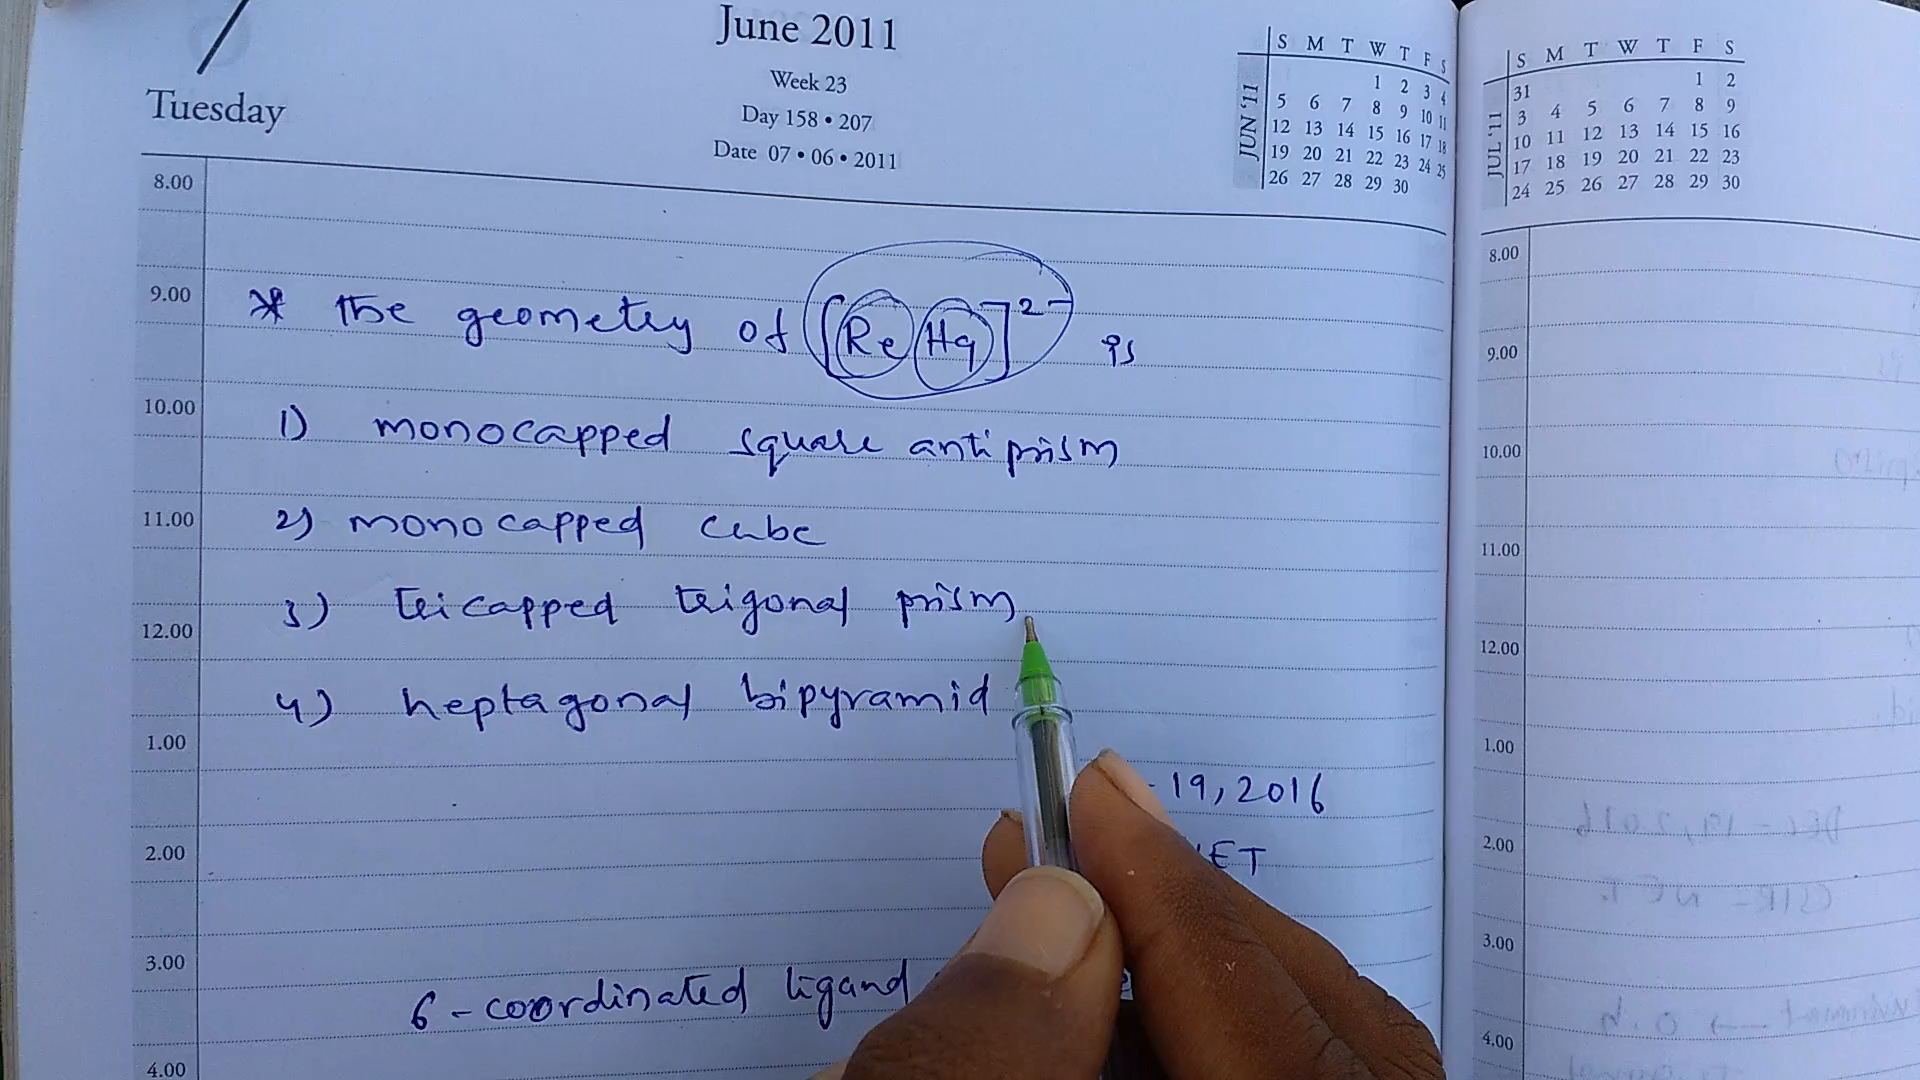 June 2011
Week 23
Day 158 • 207
Date 07 • 06 • 2011
7
Tuesday
S M T W T F S
JUN '11
1 2 3 4
5 6 7 8 9 10 11
12 13 14 15 16 17 18
19 20 21 22 23 24 25
26 27 28 29 30
S M T W T F S
JUL '11
31 1 2
3 4 5 6 7 8 9
10 11 12 13 14 15 16
17 18 19 20 21 22 23
24 25 26 27 28 29 30
8.00
9.00 * the geometry of [ReH9]2- is
10.00 1) monocapped square antiprism
11.00 2) monocapped cube
12.00 3) tricapped trigonal prism
4) heptagonal bipyramid
1.00
- 19, 2016
2.00 NET
3.00 6-coordinated ligand
4.00
8.00
9.00
10.00
11.00
12.00
1.00
2.00
3.00
4.00